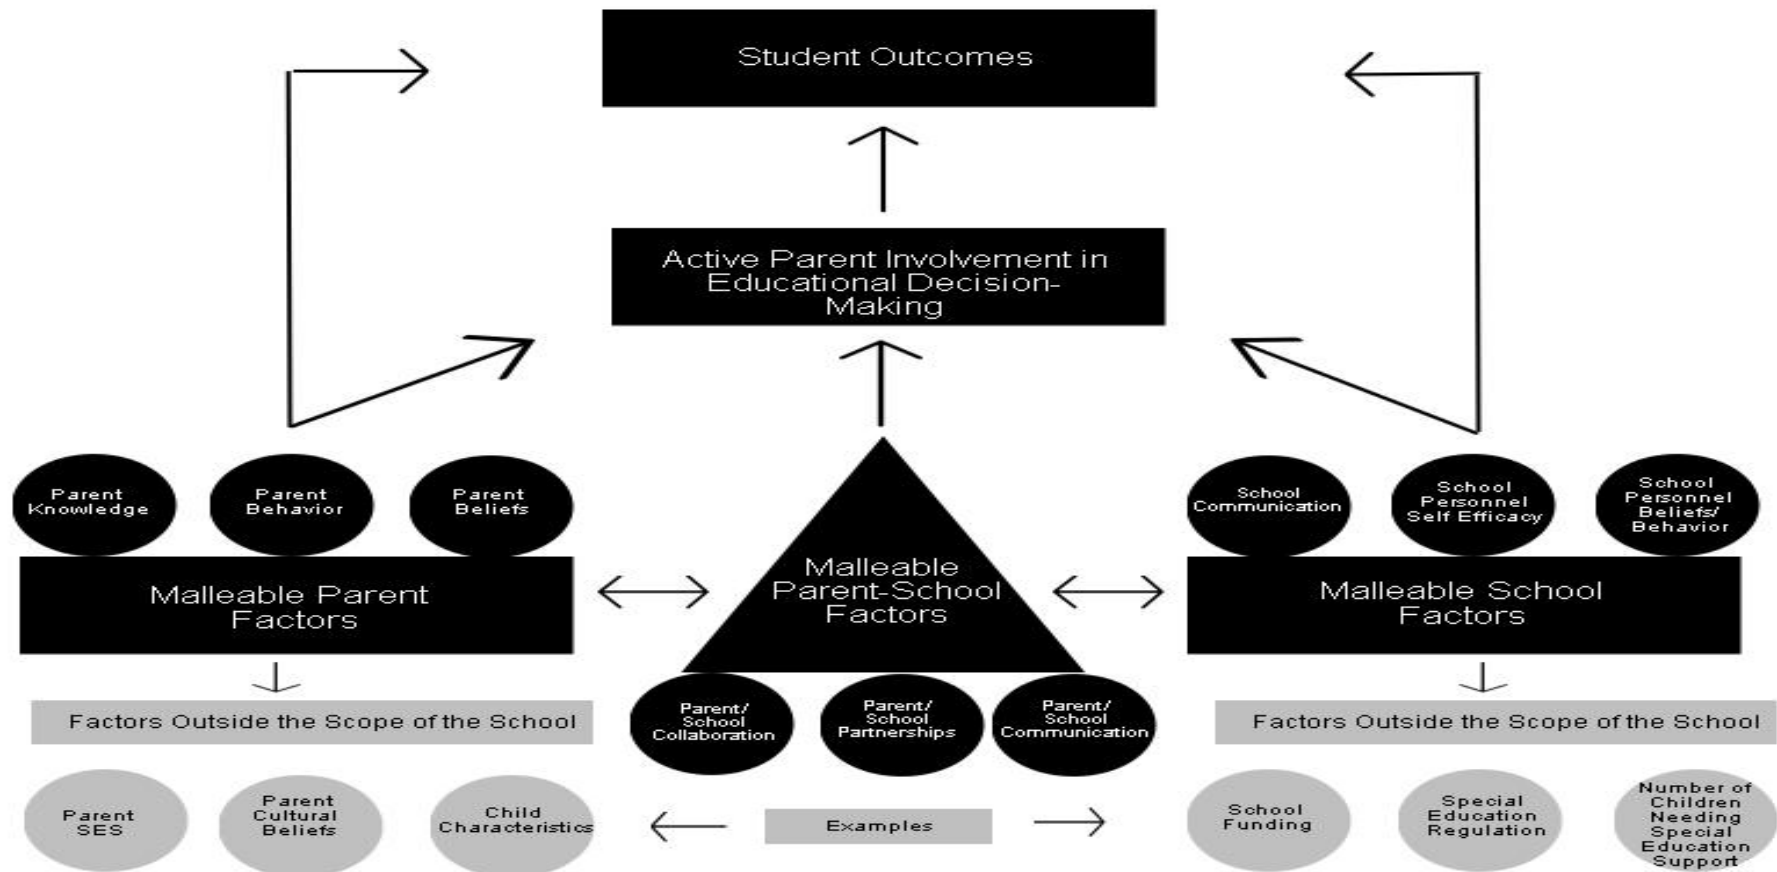 Student Outcomes
Active Parent Involvement in
Educational Decision-
Making
Parent
Knowledge
Parent
Behavior
Parent
Beliefs
School
Communication
School
Personnel
Self Efficacy
School
Personnel
Beliefs/
Behavior
Malleable Parent
Factors
Malleable
Parent-School
Factors
Malleable School
Factors
Factors Outside the Scope of the School
Parent/
School
Collaboration
Parent/
School
Partnerships
Parent/
School
Communication
Factors Outside the Scope of the School
Parent
SES
Parent
Cultural
Beliefs
Child
Characteristics
Examples
School
Funding
Special
Education
Regulation
Number of
Children
Needing
Special
Education
Support